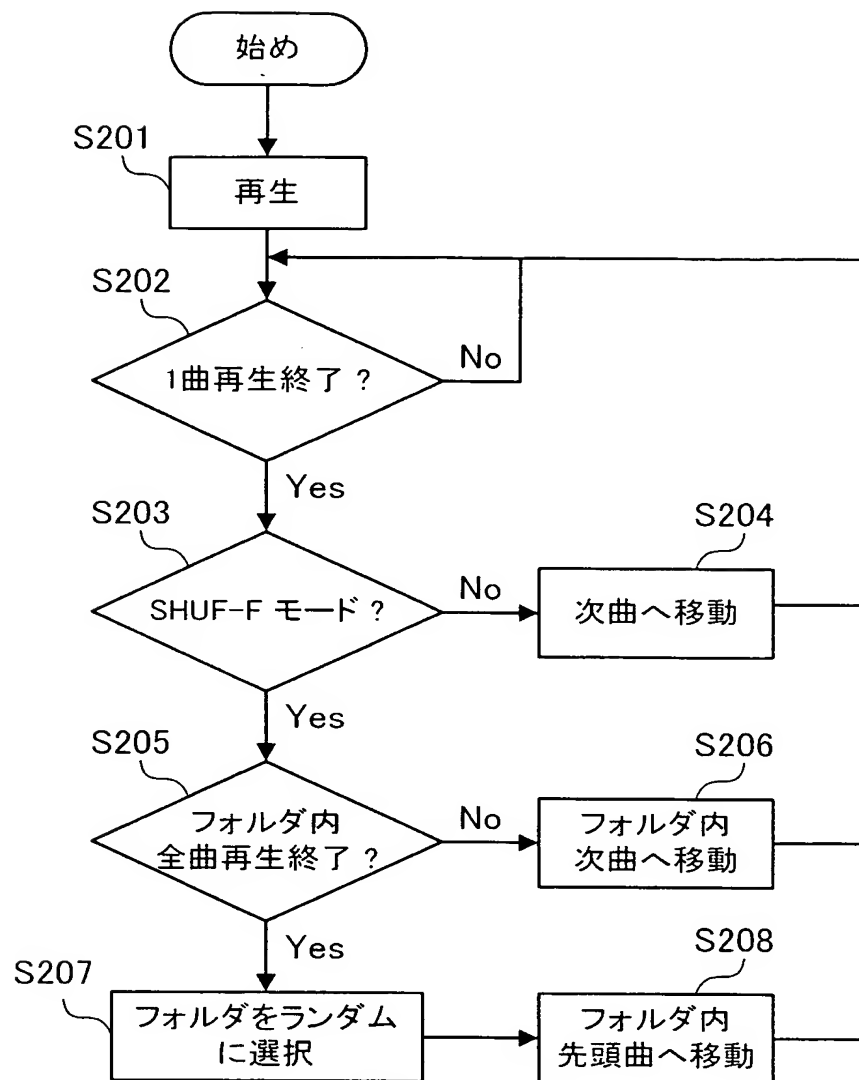 始め
S201
再生
S202
1曲再生終了 ?
No
Yes
S203
SHUF-F モード ?
No
S204
次曲へ移動
Yes
S205
フォルダ内
全曲再生終了 ?
No
S206
フォルダ内
次曲へ移動
Yes
S207
フォルダをランダム
に選択
S208
フォルダ内
先頭曲へ移動